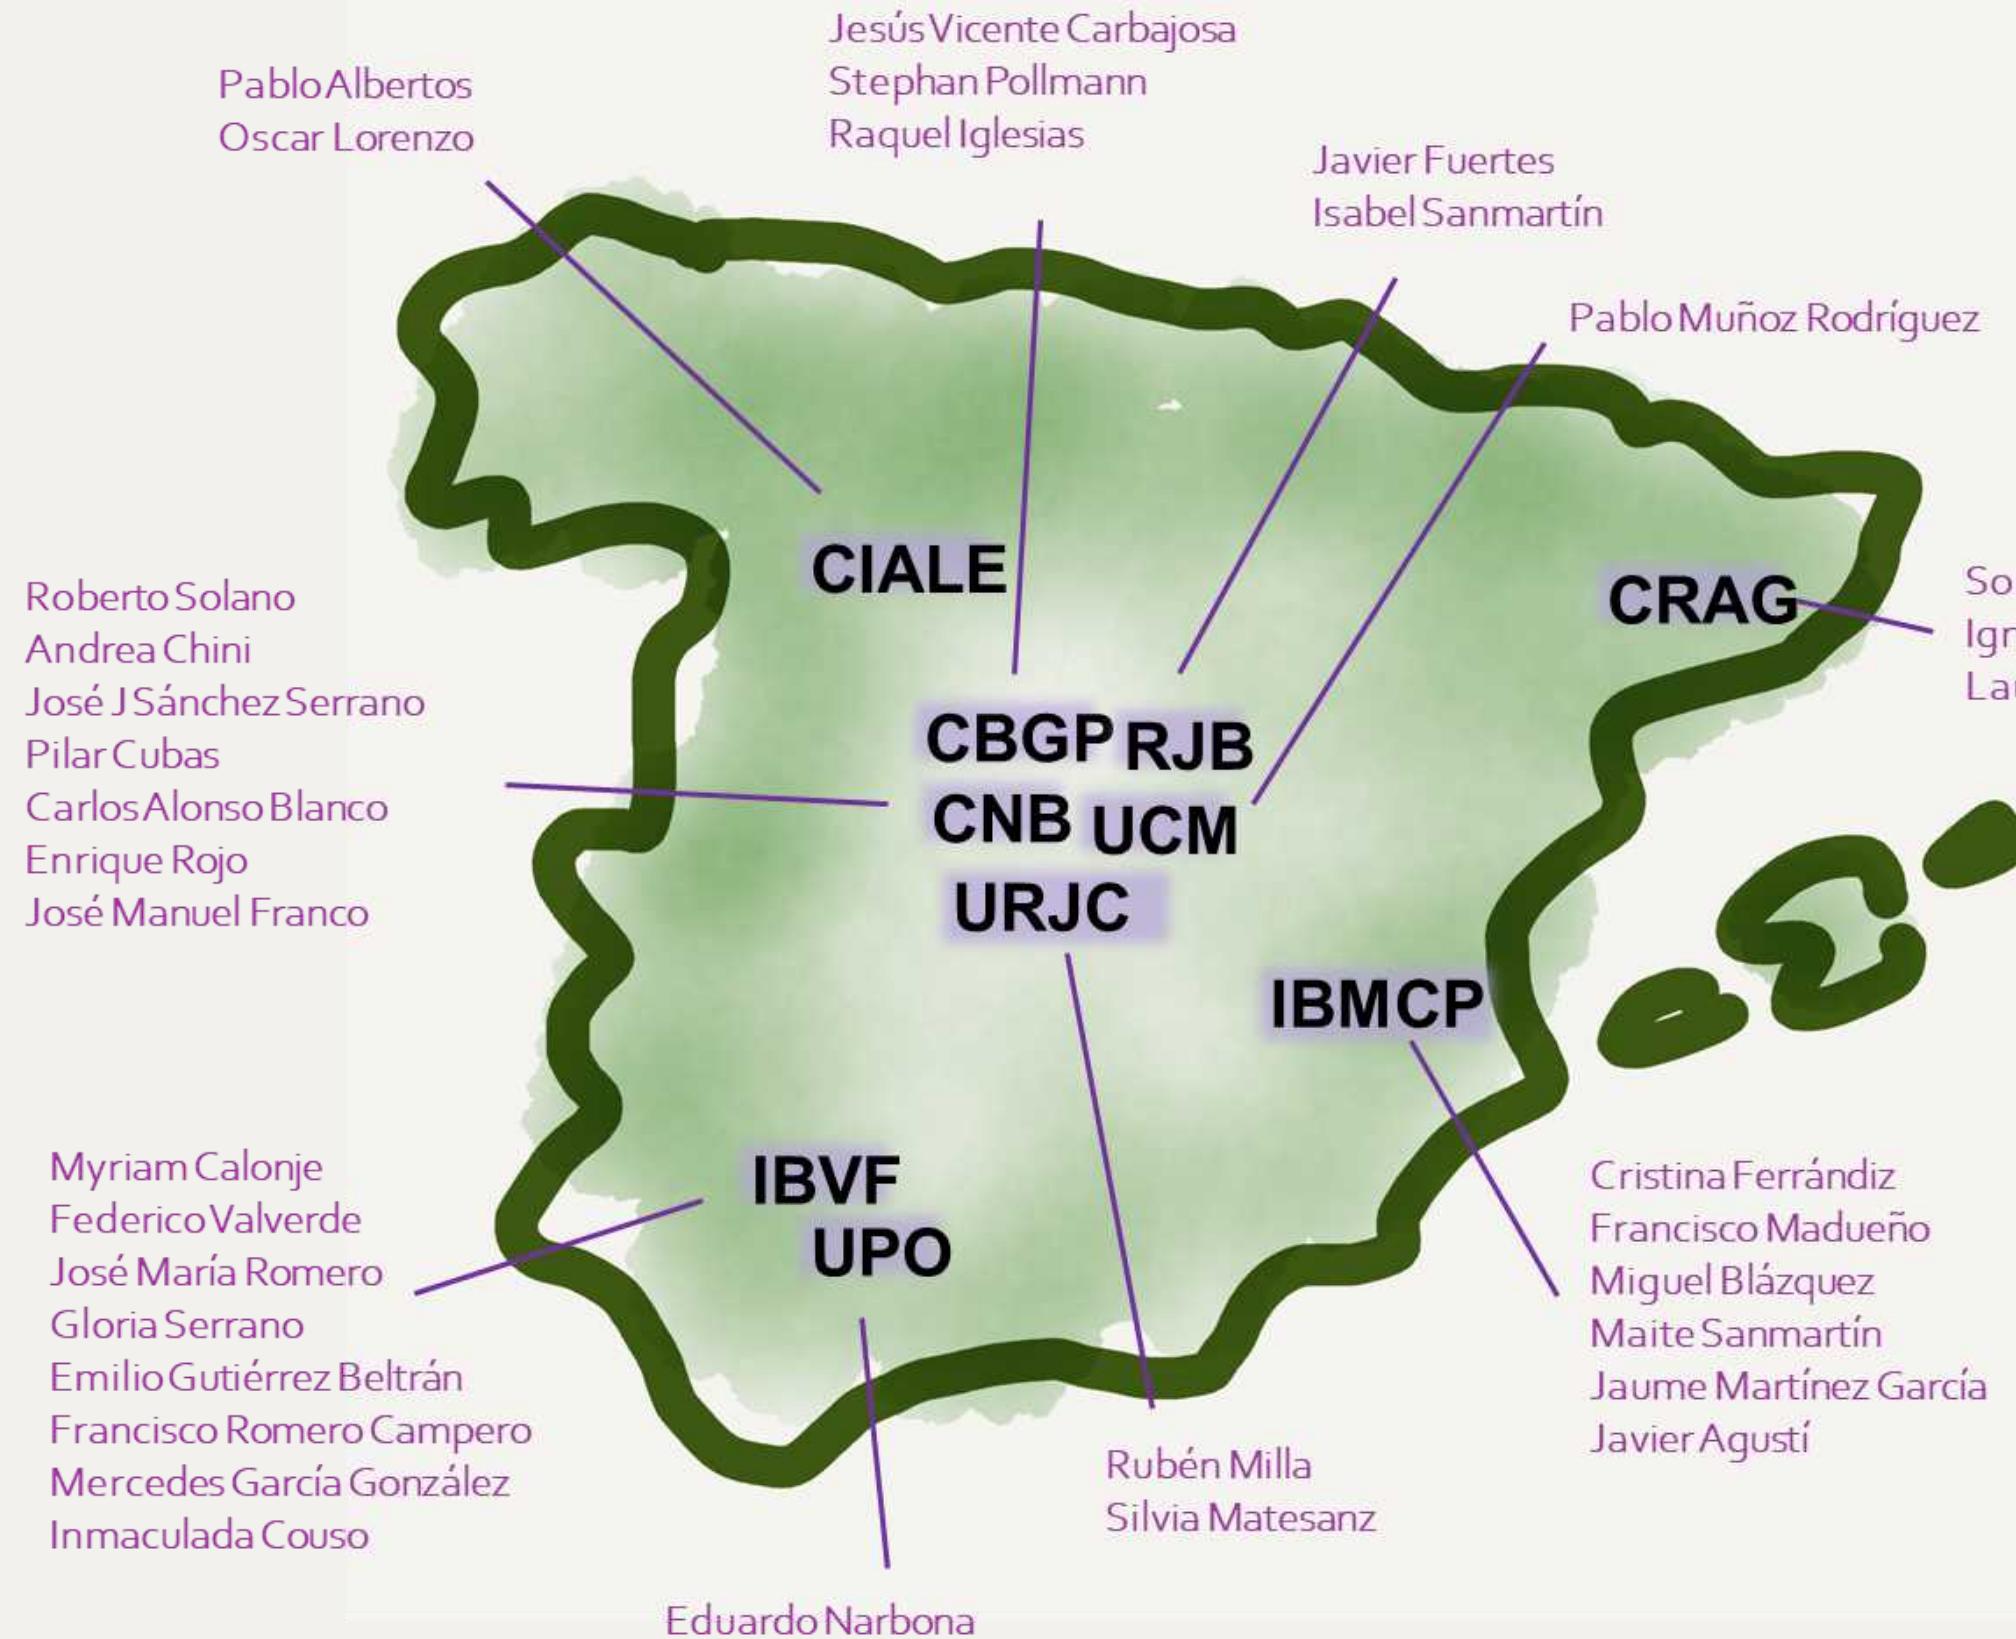 Jesús Vicente Carbajosa
Stephan Pollmann
Raquel Iglesias
Pablo Albertos
Oscar Lorenzo
Javier Fuertes
Isabel Sanmartín
Pablo Muñoz Rodríguez
CIALE
CRAG
Roberto Solano
Andrea Chini
José J Sánchez Serrano
Pilar Cubas
Carlos Alonso Blanco
Enrique Rojo
José Manuel Franco
CBGP RJB
CNB UCM
URJC
IBMCP
Myriam Calonje
Federico Valverde
José María Romero
Gloria Serrano
Emilio Gutiérrez Beltrán
Francisco Romero Campero
Mercedes García González
Inmaculada Couso
IBVF
UPO
Cristina Ferrándiz
Francisco Madueño
Miguel Blázquez
Maite Sanmartín
Jaume Martínez García
Javier Agustí
Rubén Milla
Silvia Matesanz
Eduardo Narbona